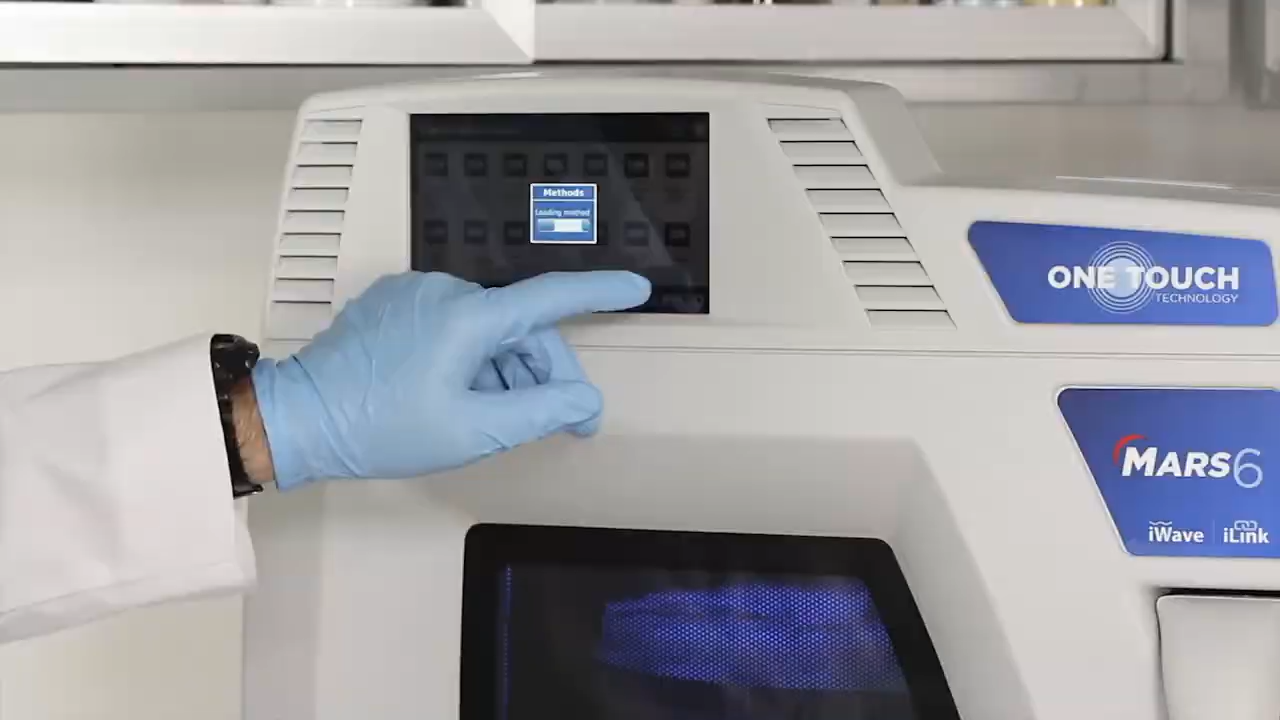 Methods
Loading method
ONE TOUCH
TECHNOLOGY
MARS6
iWave | iLink